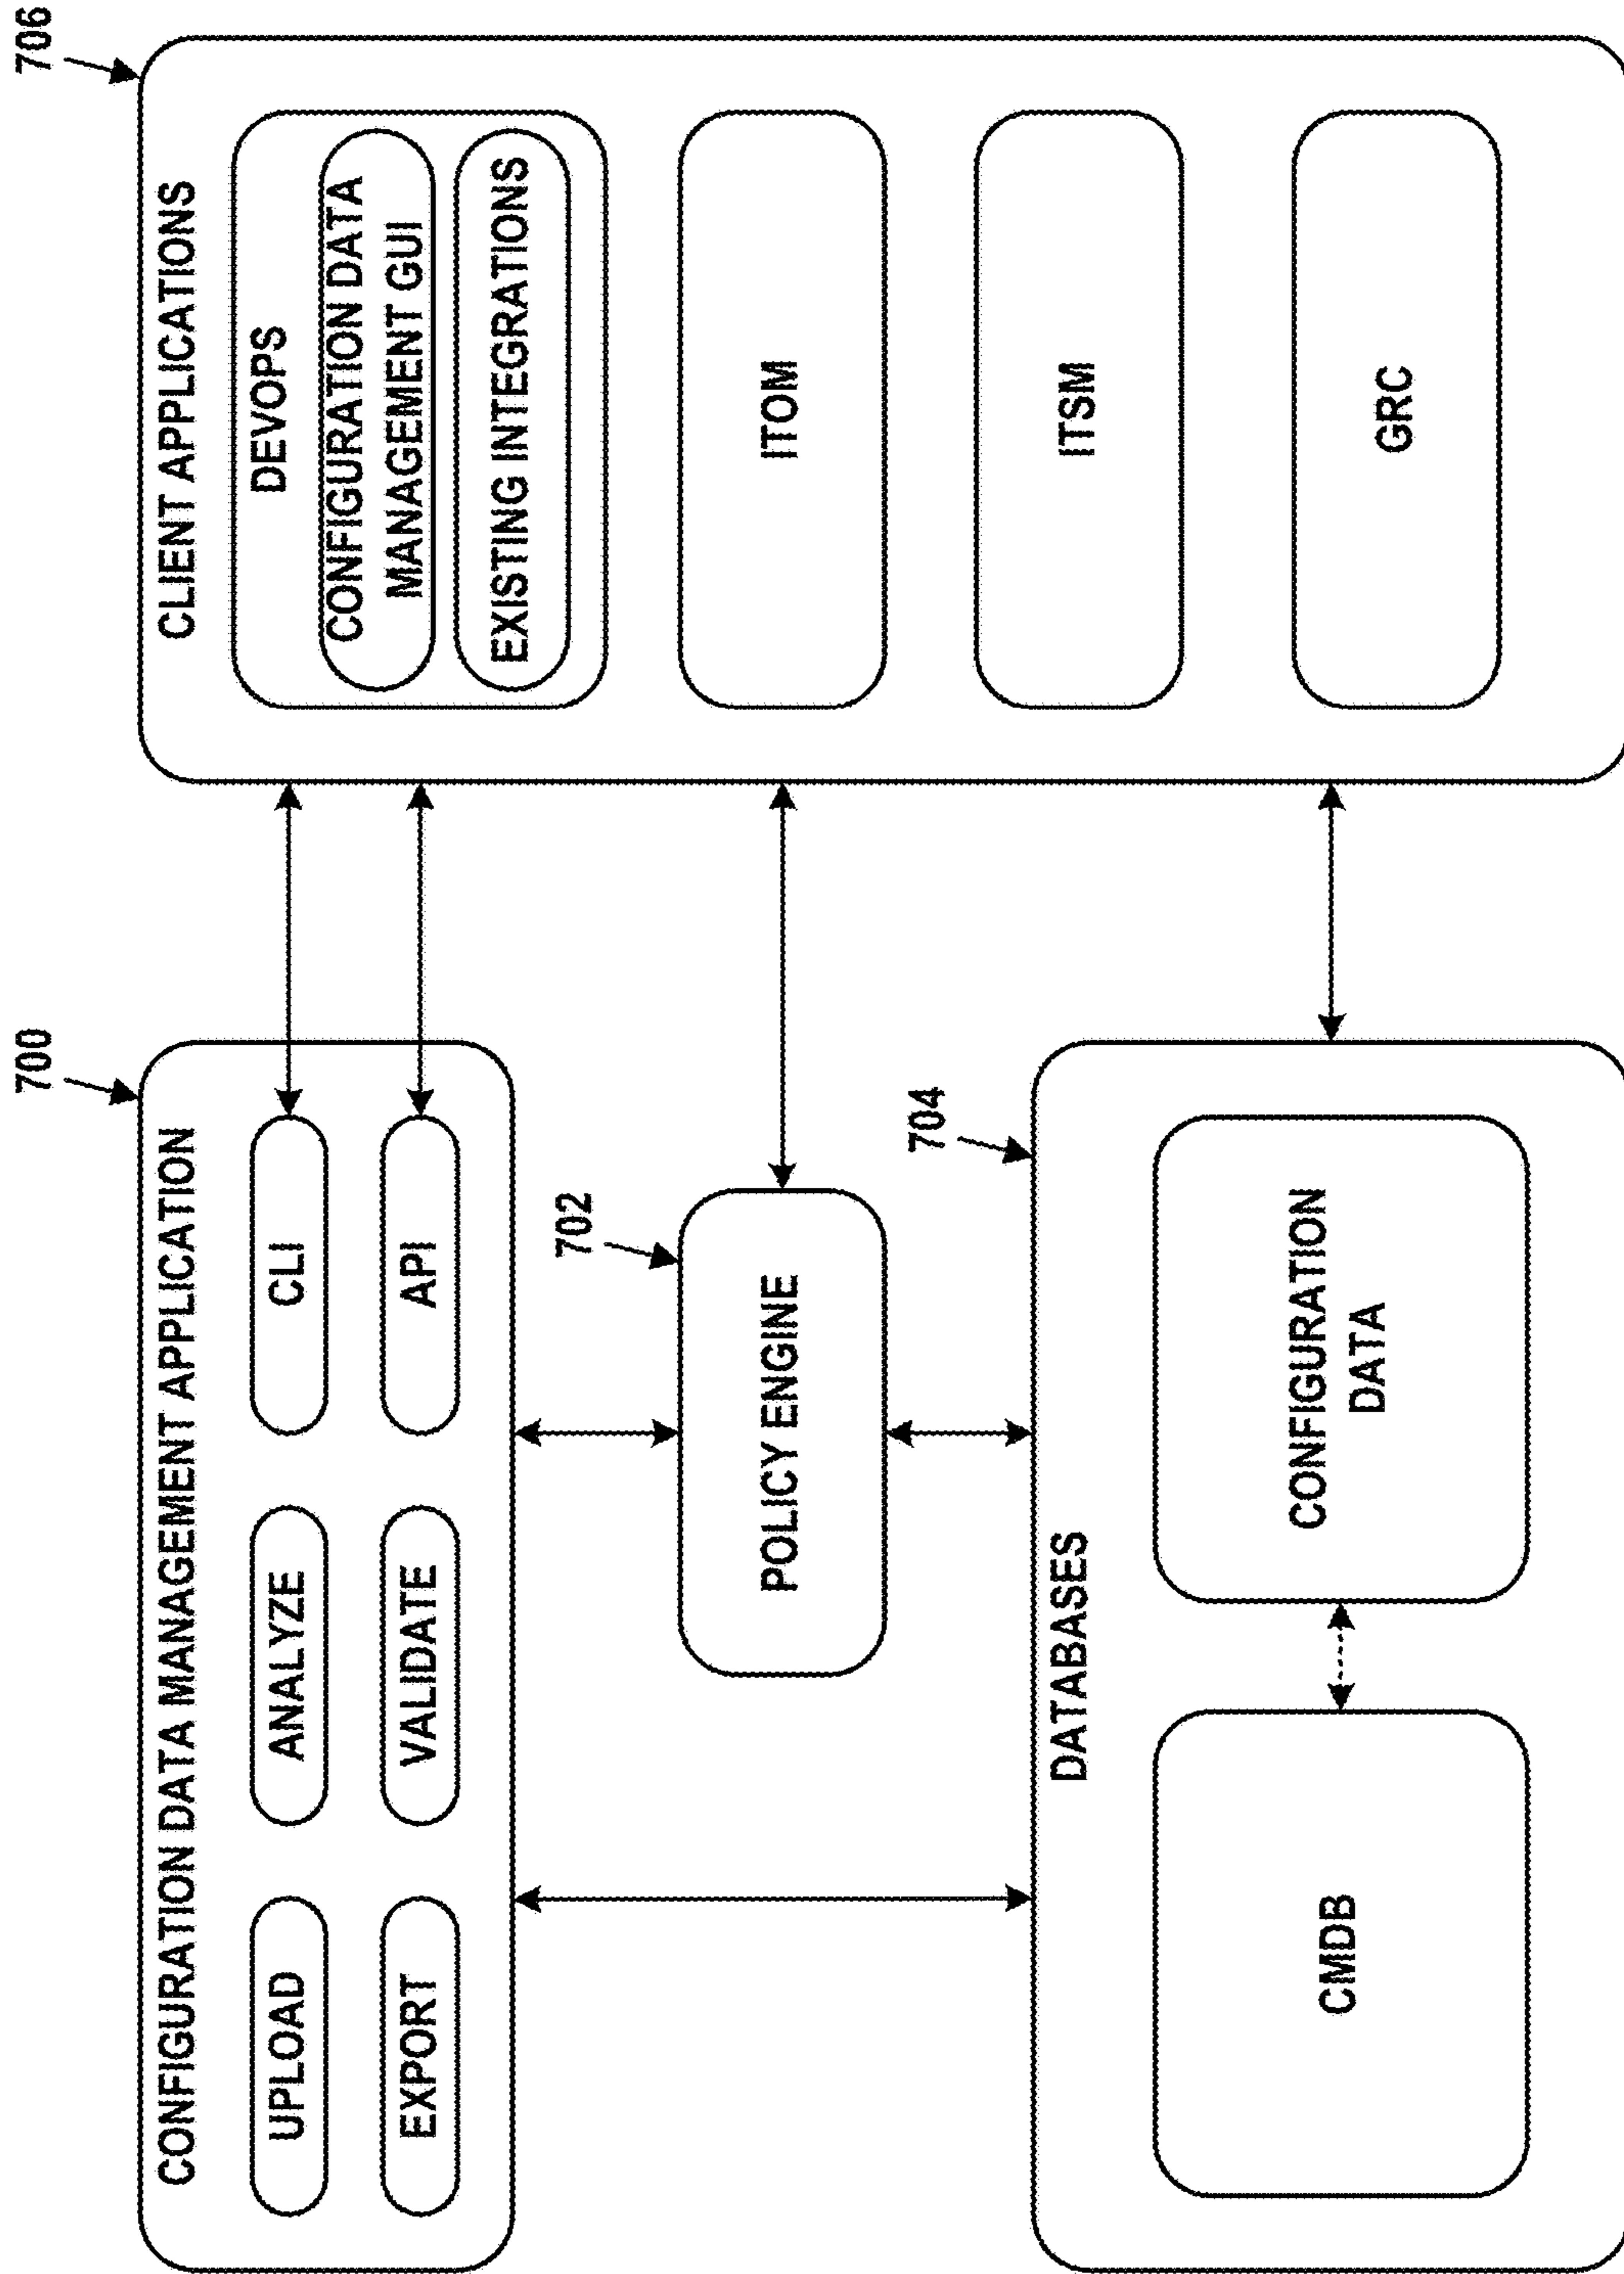 700
CONFIGURATION DATA MANAGEMENT APPLICATION
UPLOAD
ANALYZE
CLI
EXPORT
VALIDATE
API
702
POLICY ENGINE
704
DATABASES
CMDB
CONFIGURATION
DATA
706
CLIENT APPLICATIONS
DEVOPS
CONFIGURATION DATA
MANAGEMENT GUI
EXISTING INTEGRATIONS
ITOM
ITSM
GRC